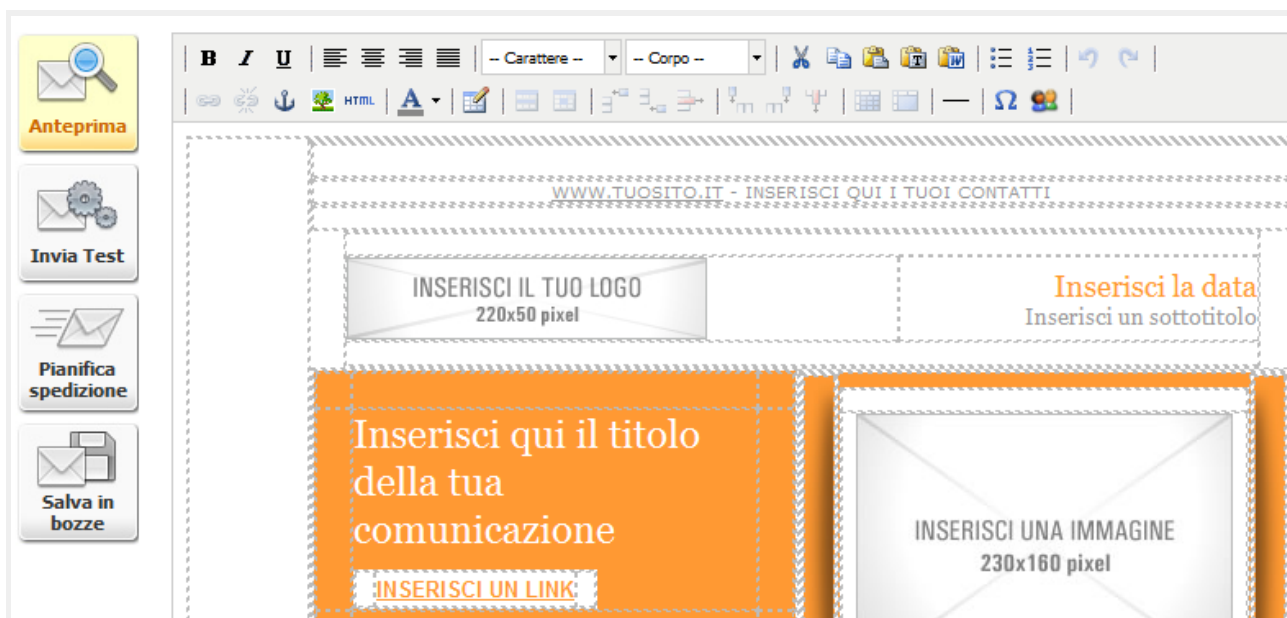 B I U -- Carattere -- -- Corpo --
HTML A Ω
Anteprima
Invia Test
Pianifica
spedizione
Salva in
bozze
WWW.TUOSITO.IT - INSERISCI QUI I TUOI CONTATTI
INSERISCI IL TUO LOGO
220x50 pixel
Inserisci la data
Inserisci un sottotitolo
Inserisci qui il titolo
della tua
comunicazione
INSERISCI UN LINK
INSERISCI UNA IMMAGINE
230x160 pixel